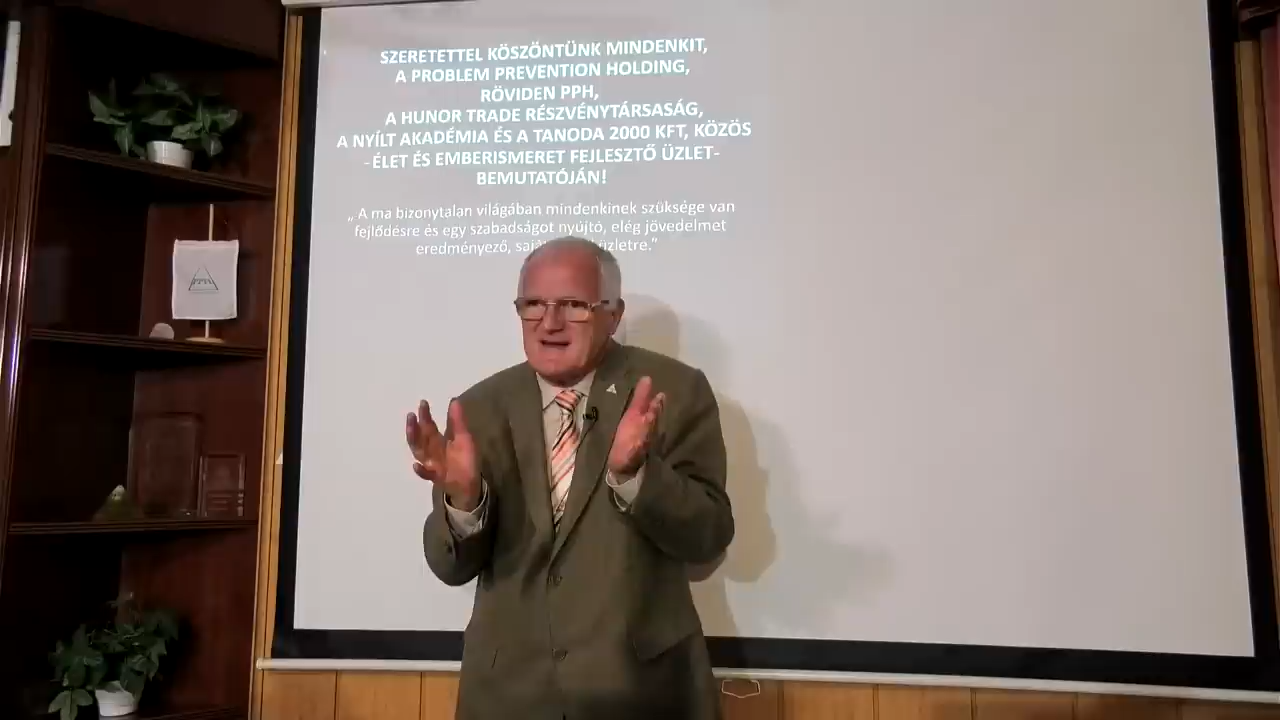 SZERETETTEL KÖSZÖNTÜNK MINDENKIT,
A PROBLEM PREVENTION HOLDING,
RÖVIDEN PPH,
A HUNOR TRADE RÉSZVÉNYTÁRSASÁG,
A NYÍLT AKADÉMIA ÉS A TANODA 2000 KFT, KÖZÖS
-ÉLET ÉS EMBERISMERET FEJLESZTŐ ÜZLET-
BEMUTATÓJÁN!
„ A ma bizonytalan világában mindenkinek szüksége van
fejlődésre és egy szabadságot nyújtó, elég jövedelmet
eredményező, üzletre.”